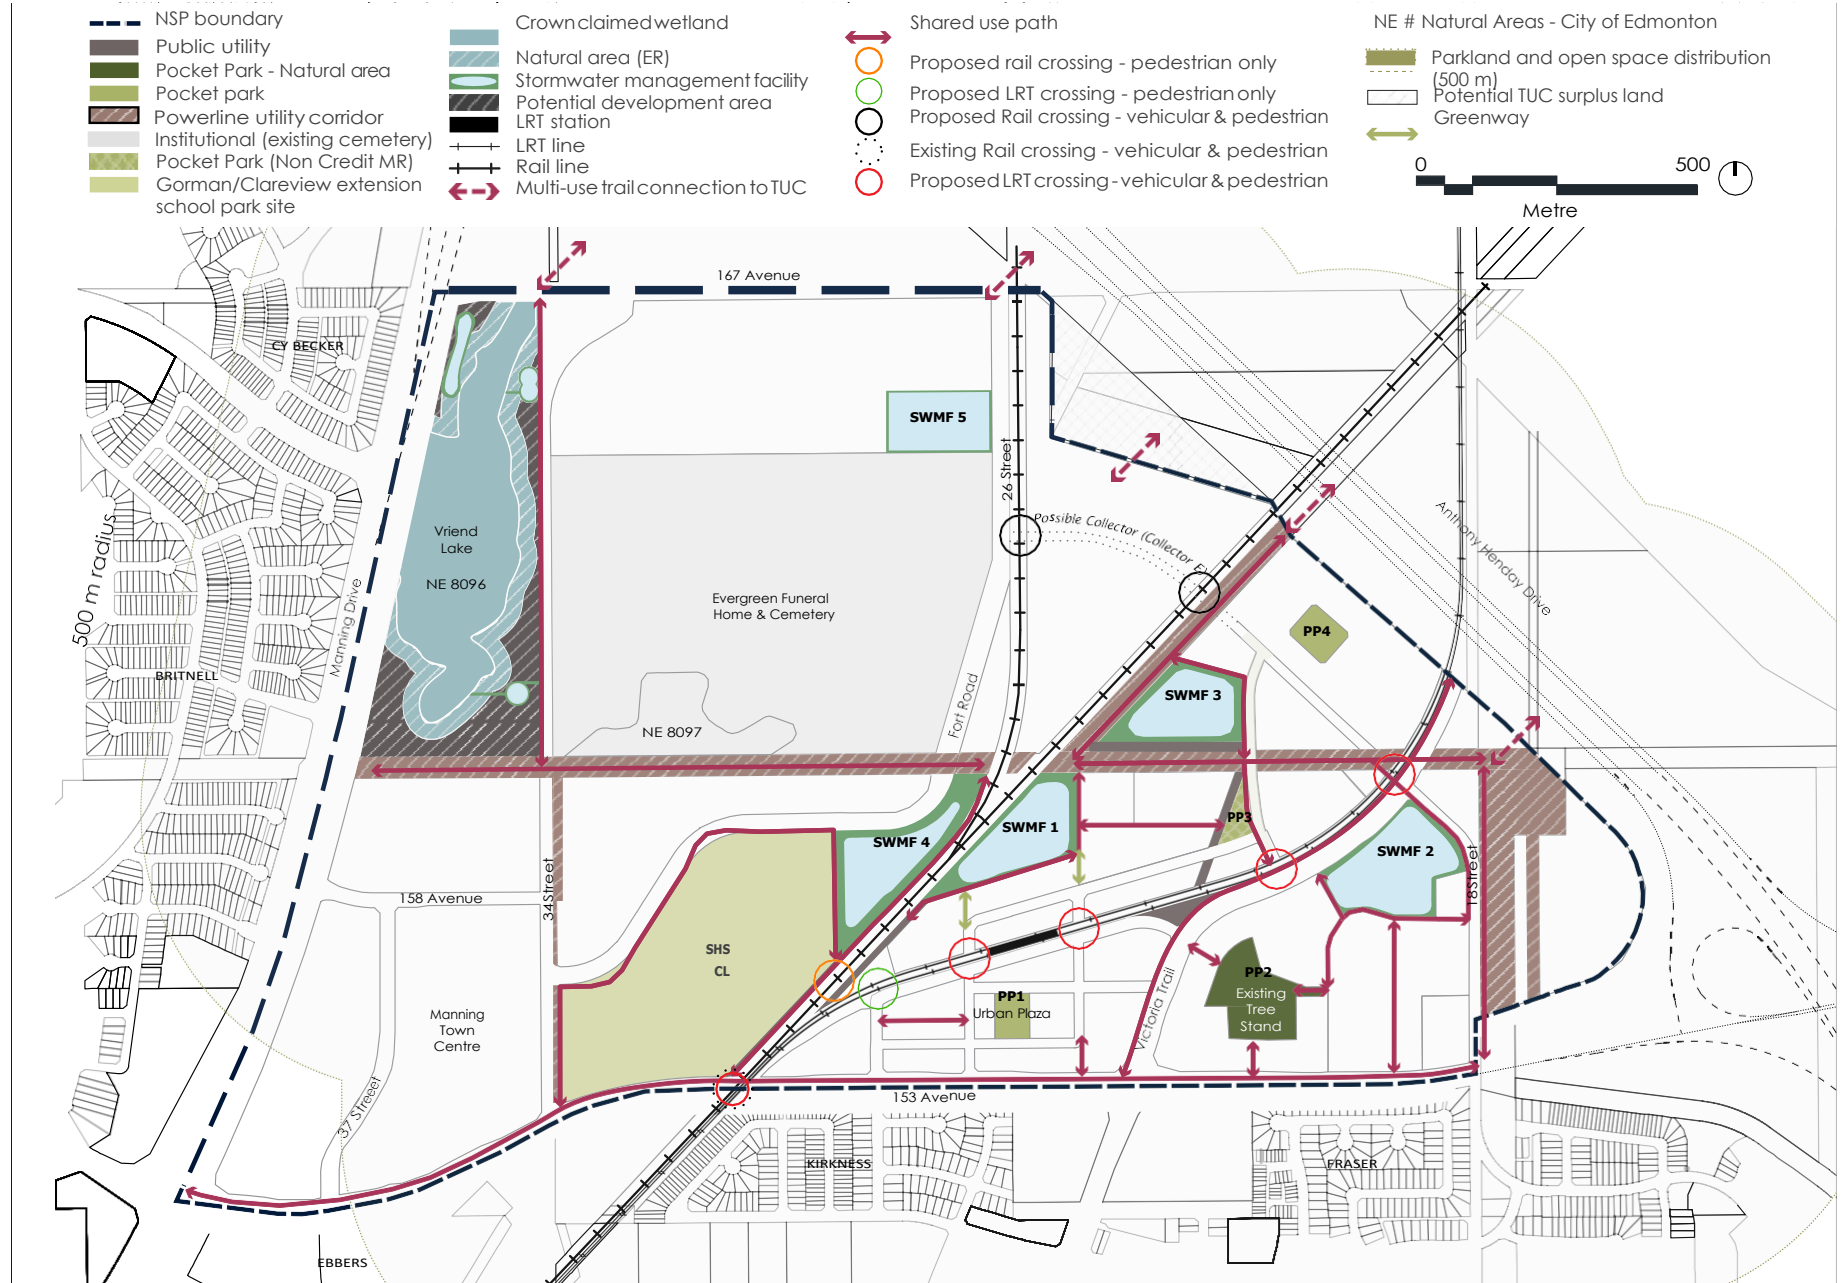 NSP boundary
Public utility
Pocket Park - Natural area
Pocket park
Powerline utility corridor
Institutional (existing cemetery)
Pocket Park (Non Credit MR)
Gorman/Clareview extension
school park site
Crown claimed wetland
Natural area (ER)
Stormwater management facility
Potential development area
LRT station
LRT line
Rail line
Multi-use trail connection to TUC
Shared use path
Proposed rail crossing - pedestrian only
Proposed LRT crossing - pedestrian only
Proposed Rail crossing - vehicular & pedestrian
Existing Rail crossing - vehicular & pedestrian
Proposed LRT crossing - vehicular & pedestrian
NE # Natural Areas - City of Edmonton
Parkland and open space distribution
(500 m)
Potential TUC surplus land
Greenway
0 500
Metre
167 Avenue
CY BECKER
SWMF 5
26 Street
500 m radius
Manning Drive
Vriend
Lake
NE 8096
Possible Collector (Collector
Anthony Henday Drive
Evergreen Funeral
Home & Cemetery
PP4
BRITNELL
SWMF 3
Fort Road
NE 8097
PP3
SWMF 1
SWMF 4
SWMF 2
158 Avenue
34 Street
18 Street
SHS
CL
PP2
Existing
Tree
Stand
PP1
Urban Plaza
Victoria Trail
Manning
Town
Centre
37 Street
153 Avenue
KIRKNESS
FRASER
EBBERS